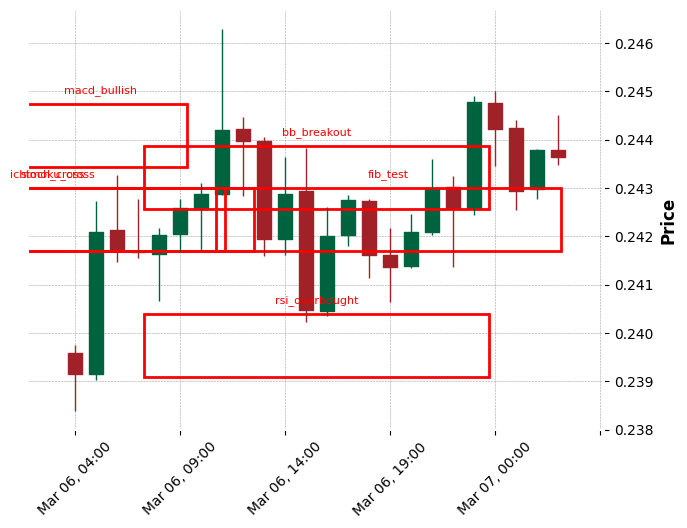 macd_bullish
bb_breakout
stoch_cross
fib_test
rsi_overbought
0.246
0.245
0.244
0.243
0.242
0.241
0.240
0.239
0.238
Price
Mar 06, 04:00
Mar 06, 09:00
Mar 06, 14:00
Mar 06, 19:00
Mar 07, 00:00